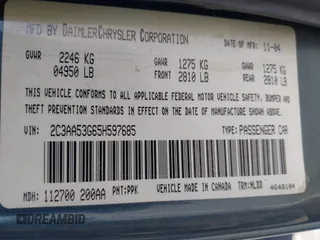 MFD BY DAIMLERCHRYSLER CORPORATION DATE OF MFR: 11-04
GVWR 2246 KG GAWR 1275 KG GAWR 1275 KG
04950 LB FRONT 2810 LB REAR 2810 LB
THIS VEHICLE CONFORMS TO ALL APPLICABLE FEDERAL MOTOR VEHICLE SAFETY, BUMPER AND
THEFT PREVENTION STANDARDS IN EFFECT ON THE DATE OF MANUFACTURE SHOWN ABOVE.
VIN: 2C3AA53G65H597685 TYPE: PASSENGER CAR
MDH: 112700 200AA PNT: PPK VEHICLE MADE IN CANADA TRM: NLDD
4648104
DREAMBID